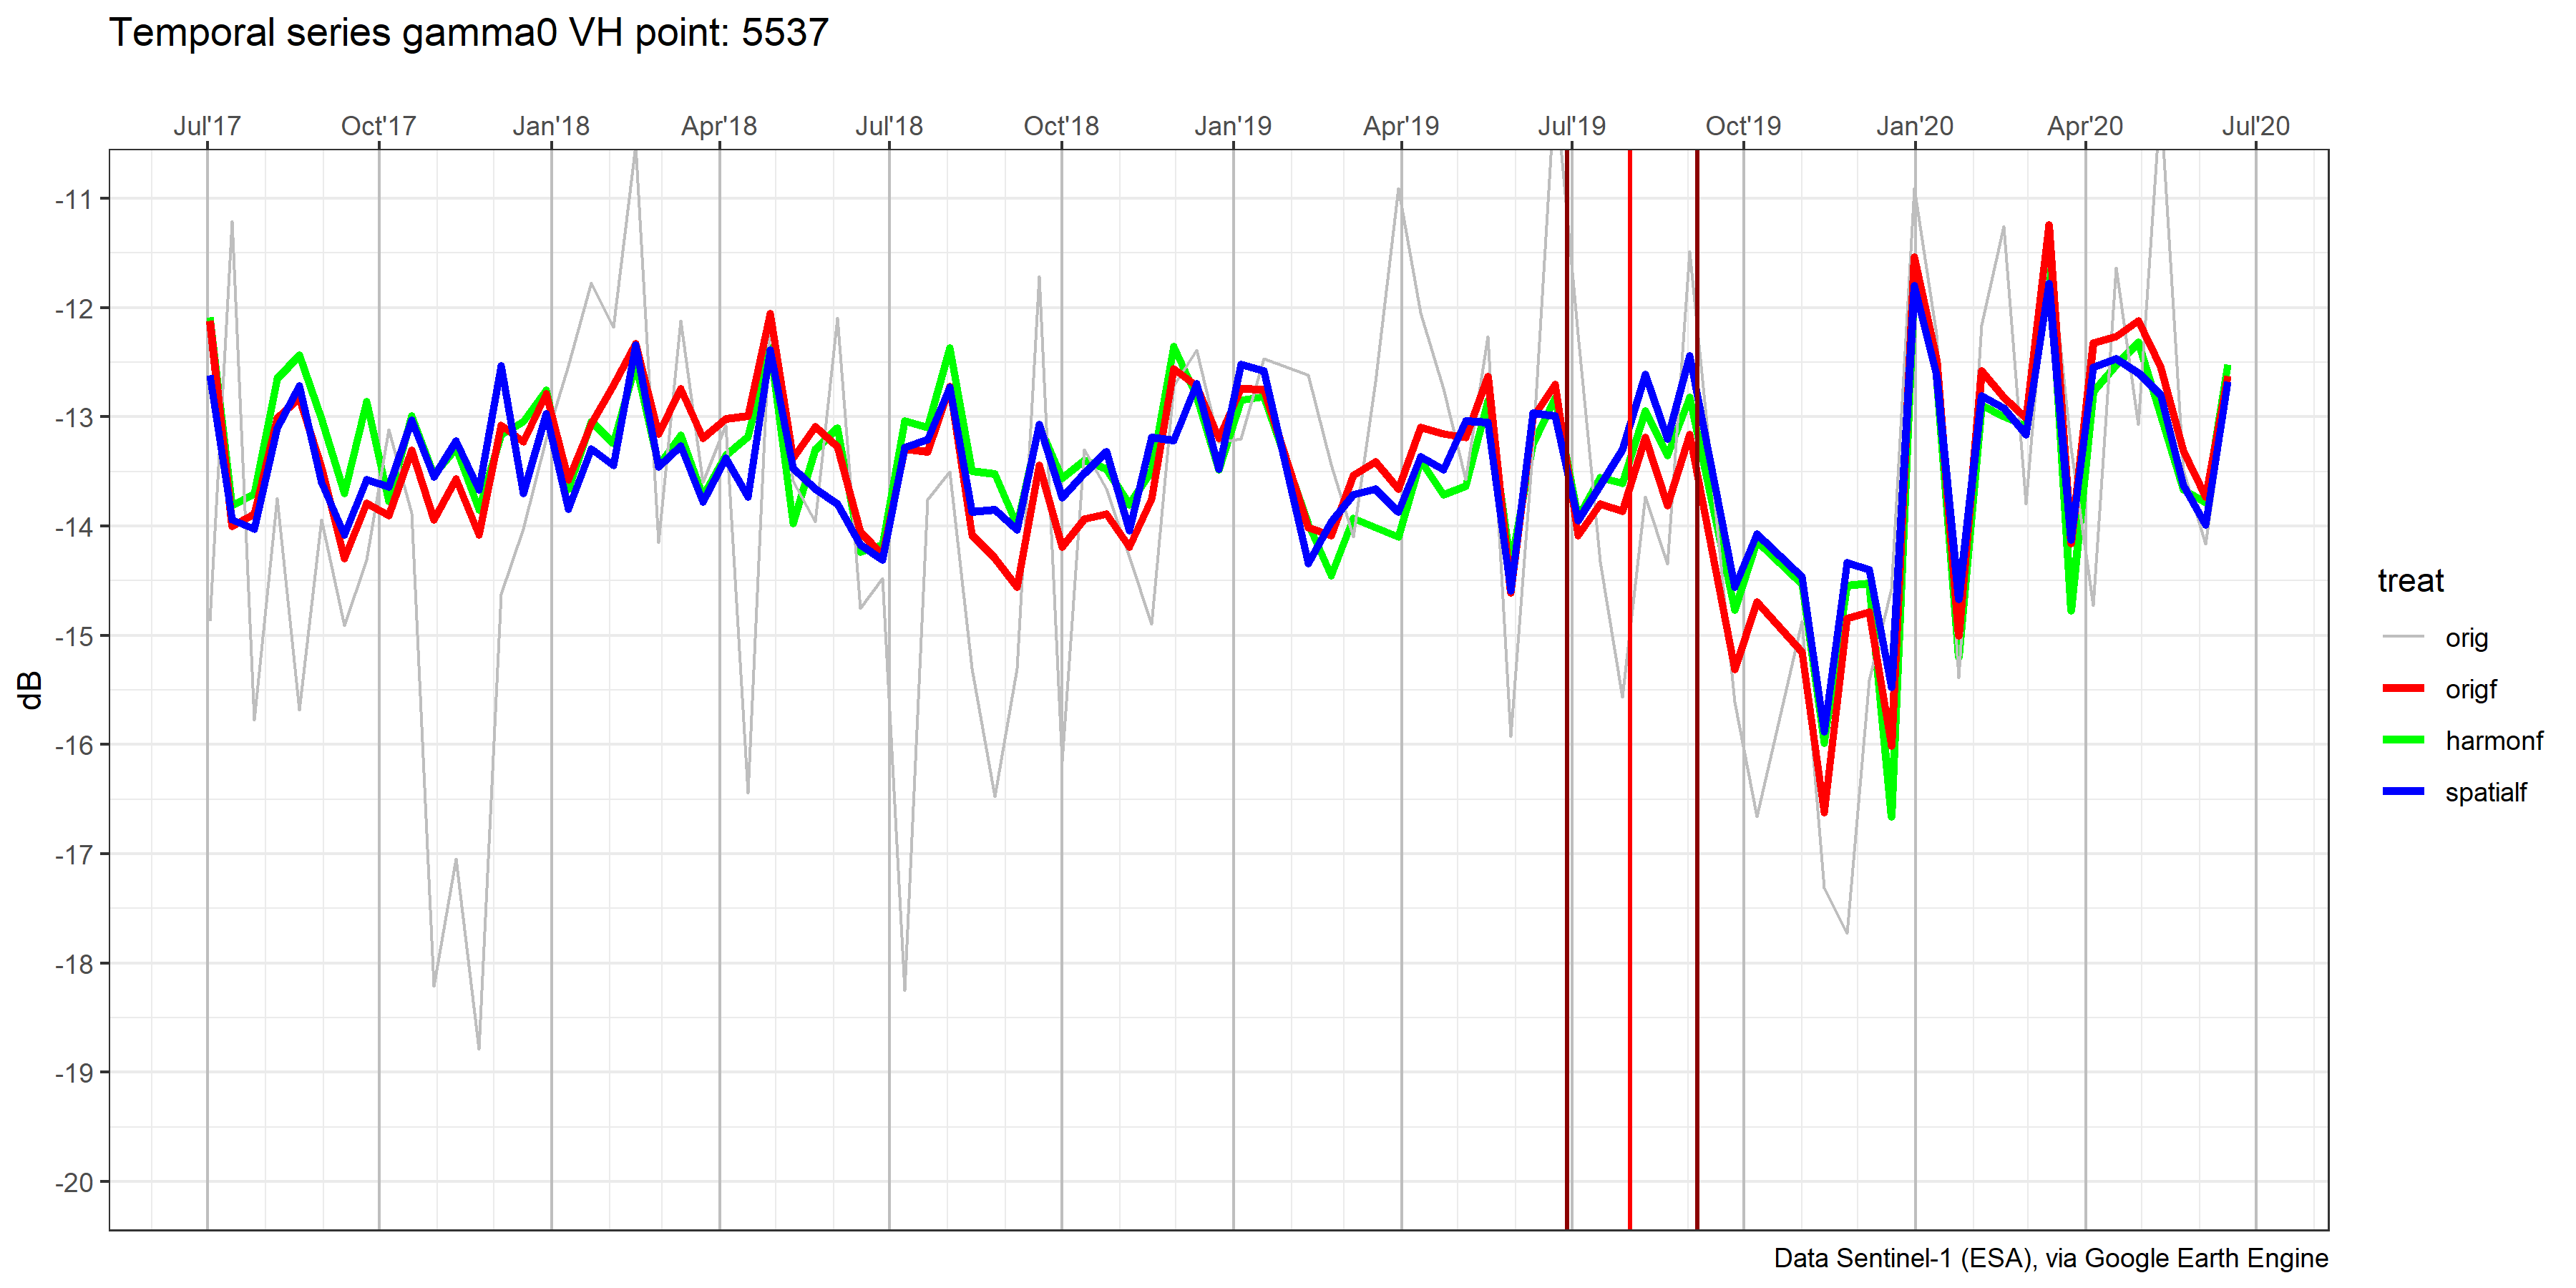 Temporal series gamma0 VH point: 5537
Jul'17 Oct'17 Jan'18 Apr'18 Jul'18 Oct'18 Jan'19 Apr'19 Jul'19 Oct'19 Jan'20 Apr'20 Jul'20
-11
-12
-13
-14
-15
-16
-17
-18
-19
-20
dB
treat
orig
origf
harmonf
spatialf
Data Sentinel-1 (ESA), via Google Earth Engine